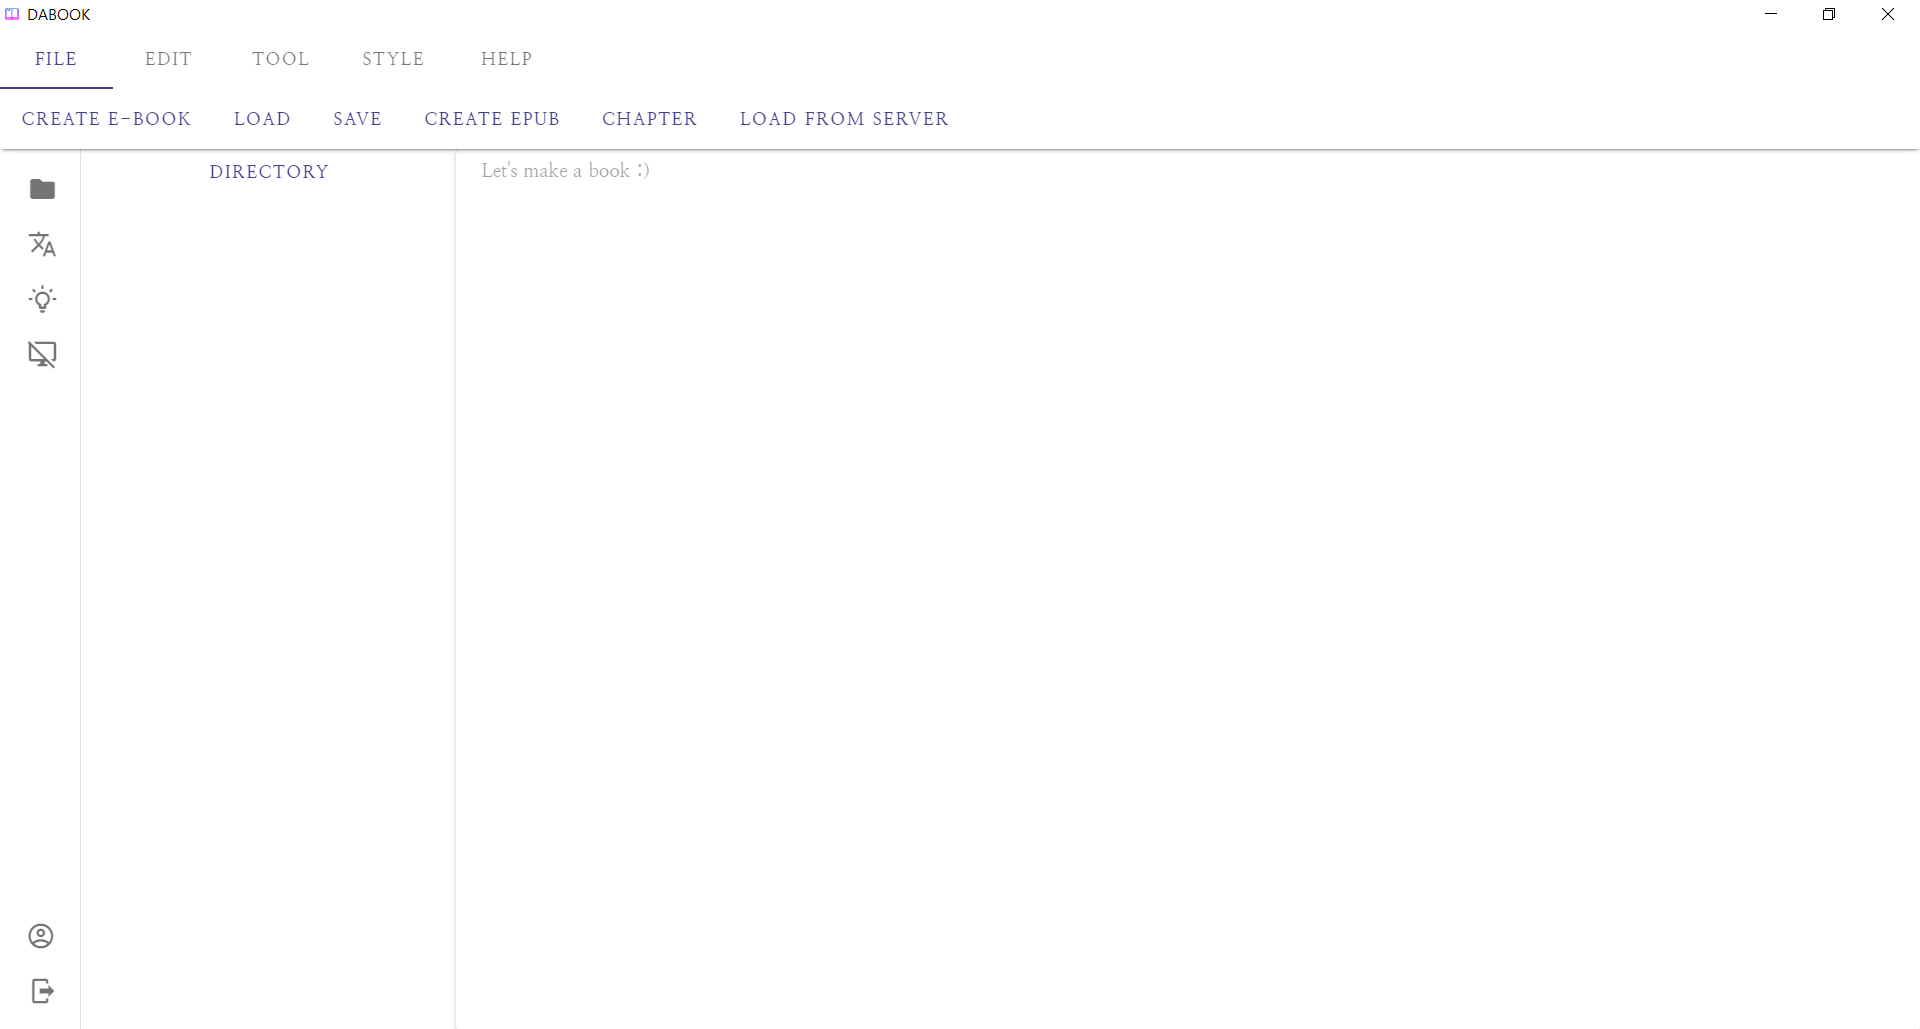 DABOOK
FILE EDIT TOOL STYLE HELP
CREATE E-BOOK LOAD SAVE CREATE EPUB CHAPTER LOAD FROM SERVER
DIRECTORY
Let's make a book :)